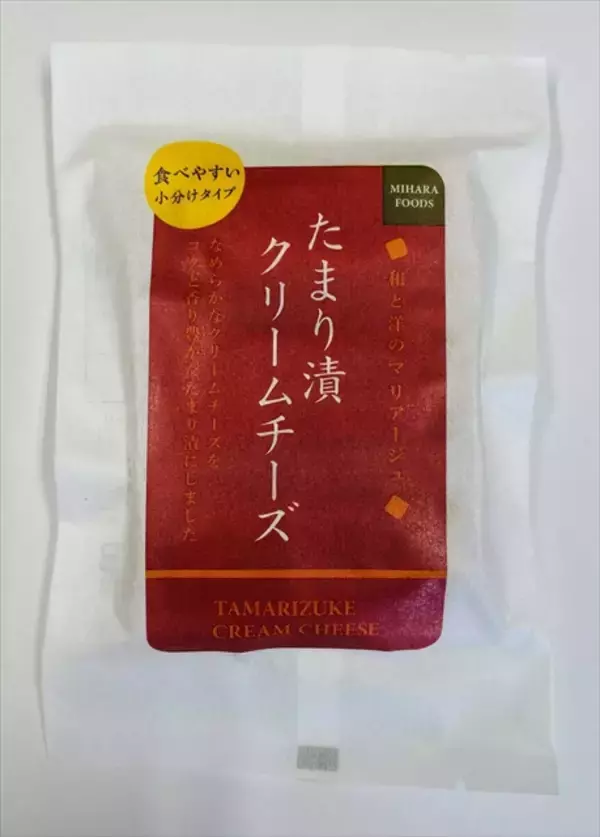 食べやすい
小分けタイプ
MIHARA
FOODS
和と洋のマリアージュ
たまり漬
クリームチーズ
なめらかなクリームチーズを
コクと香り豊かなたまり漬にしました
TAMARIZUKE
CREAM CHEESE